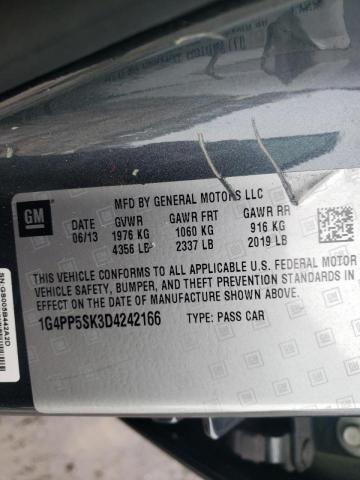 GM
MFD BY GENERAL MOTORS LLC
DATE GVWR GAWR FRT GAWR RR
06/13 1976 KG 1060 KG 916 KG
4356 LB 2337 LB 2019 LB
THIS VEHICLE CONFORMS TO ALL APPLICABLE U.S. FEDERAL MOTOR
VEHICLE SAFETY, BUMPER, AND THEFT PREVENTION STANDARDS IN
EFFECT ON THE DATE OF MANUFACTURE SHOWN ABOVE.
1G4PP5SK3D4242166 TYPE: PASS CAR